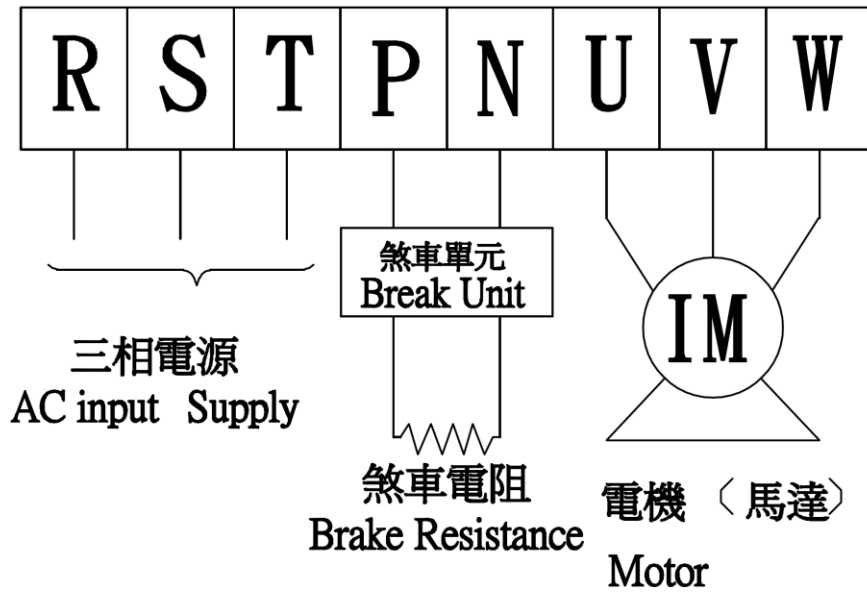 R S T P N U V W
煞車單元
Break Unit
IM
三相電源
AC input Supply
煞車電阻
Brake Resistance
電機（馬達）
Motor